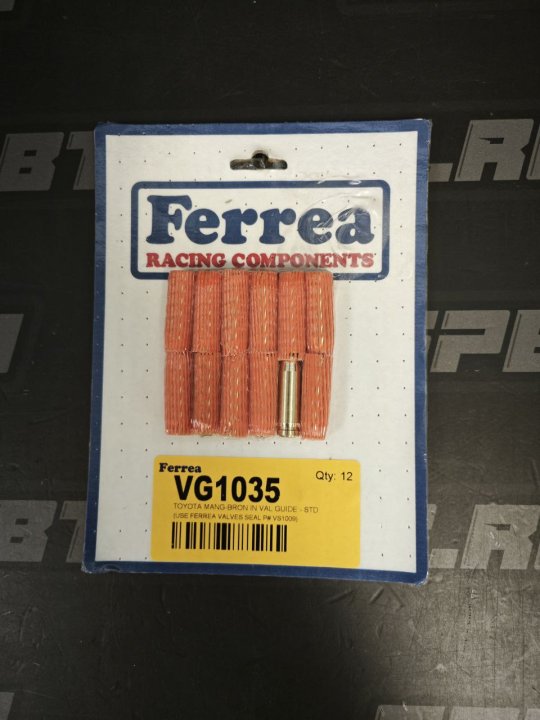 Ferrea
RACING COMPONENTS
Ferrea
Qty: 12
VG1035
TOYOTA MANG-BRON IN VAL GUIDE - STD
(USE FERREA VALVES SEAL P# VS1009)